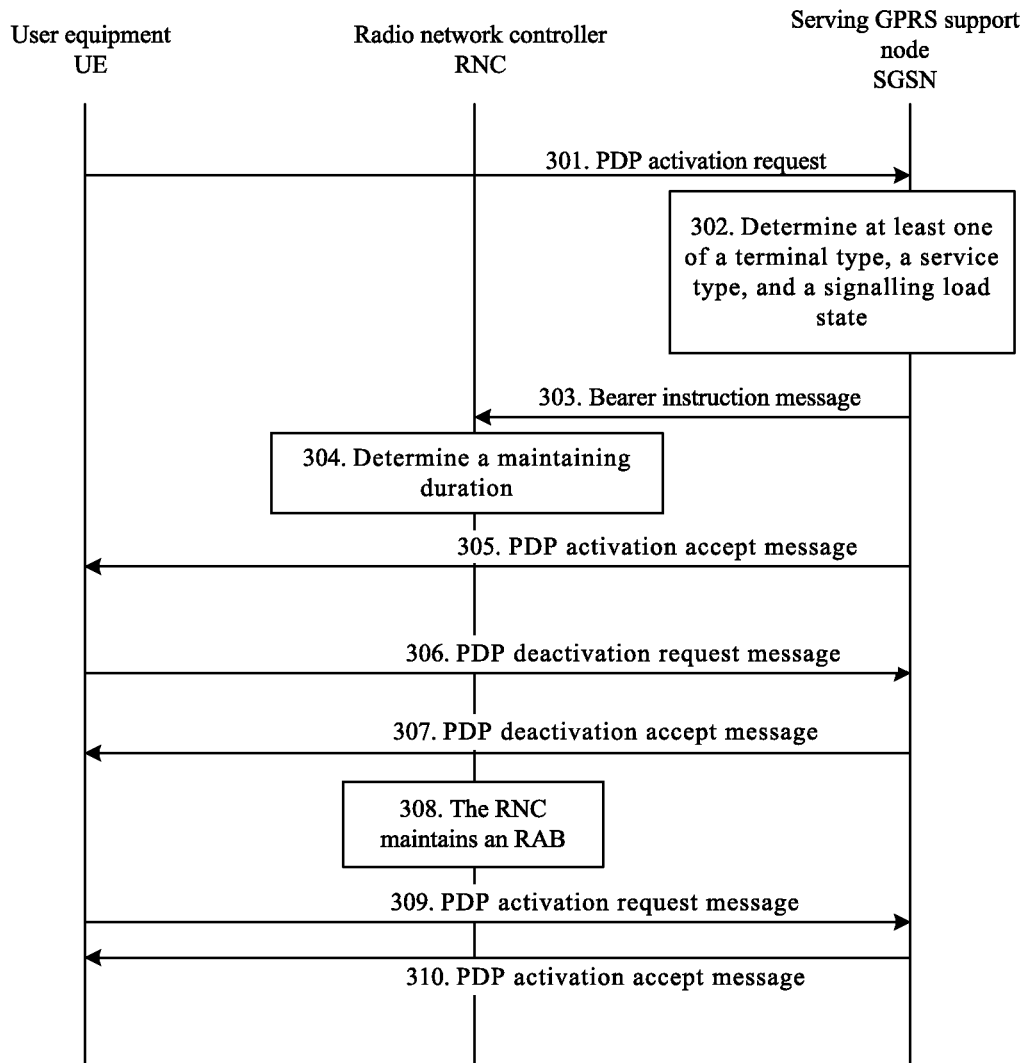 User equipment
UE
Radio network controller
RNC
Serving GPRS support
node
SGSN
301. PDP activation request
302. Determine at least one
of a terminal type, a service
type, and a signalling load
state
303. Bearer instruction message
304. Determine a maintaining
duration
305. PDP activation accept message
306. PDP deactivation request message
307. PDP deactivation accept message
308. The RNC
maintains an RAB
309. PDP activation request message
310. PDP activation accept message